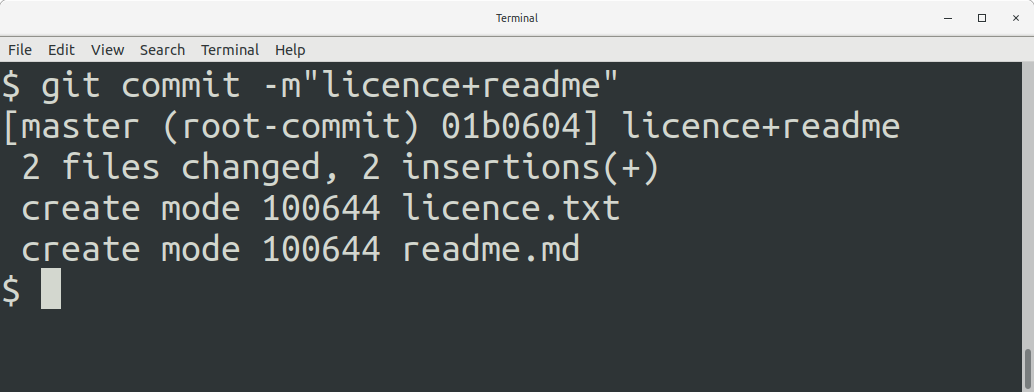 Terminal
File Edit View Search Terminal Help
$ git commit -m"licence+readme"
[master (root-commit) 01b0604] licence+readme
 2 files changed, 2 insertions(+)
 create mode 100644 licence.txt
 create mode 100644 readme.md
$